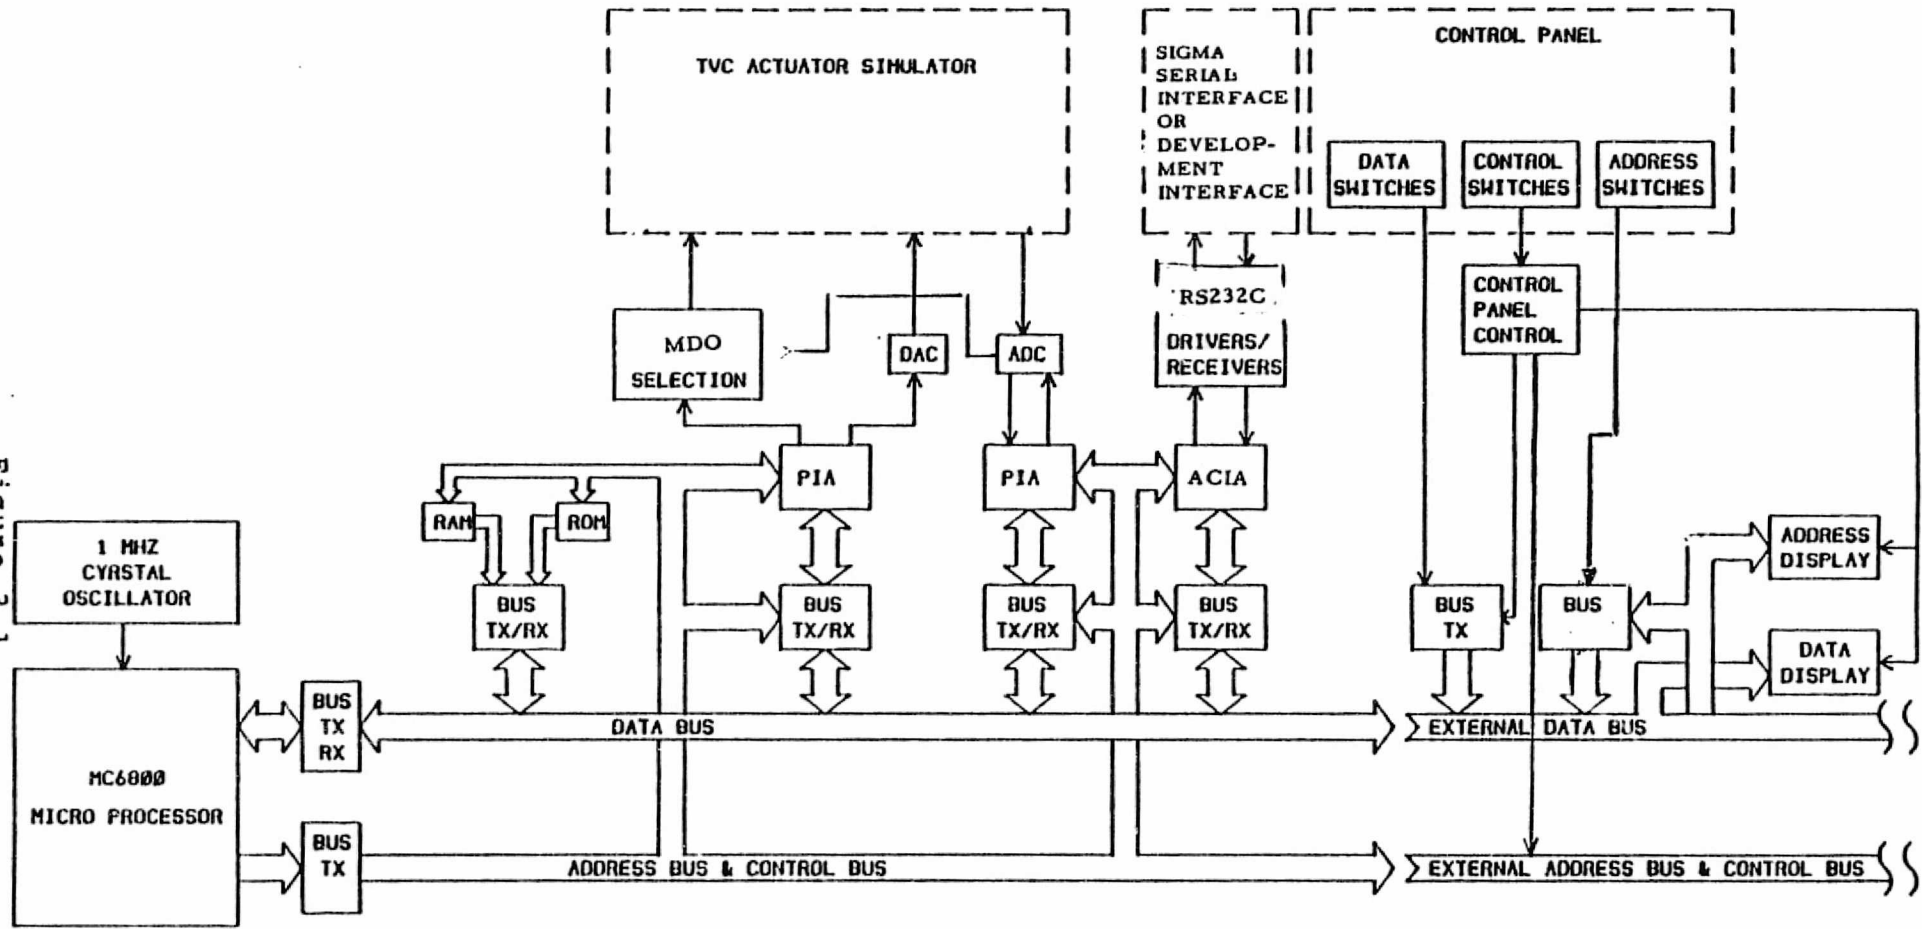 TVC ACTUATOR SIMULATOR
SIGMA
SERIAL
INTERFACE
OR
DEVELOP-
MENT
INTERFACE
CONTROL PANEL
DATA
SWITCHES
CONTROL
SWITCHES
ADDRESS
SWITCHES
MDO
SELECTION
DAC
ADC
RS232C
DRIVERS/
RECEIVERS
CONTROL
PANEL
CONTROL
PIA
PIA
ACIA
RAM
ROM
1 MHZ
CYRSTAL
OSCILLATOR
BUS
TX/RX
BUS
TX/RX
BUS
TX/RX
BUS
TX/RX
BUS
TX
BUS
ADDRESS
DISPLAY
DATA
DISPLAY
MC6800
MICRO PROCESSOR
BUS
TX
RX
DATA BUS
EXTERNAL DATA BUS
BUS
TX
ADDRESS BUS & CONTROL BUS
EXTERNAL ADDRESS BUS & CONTROL BUS